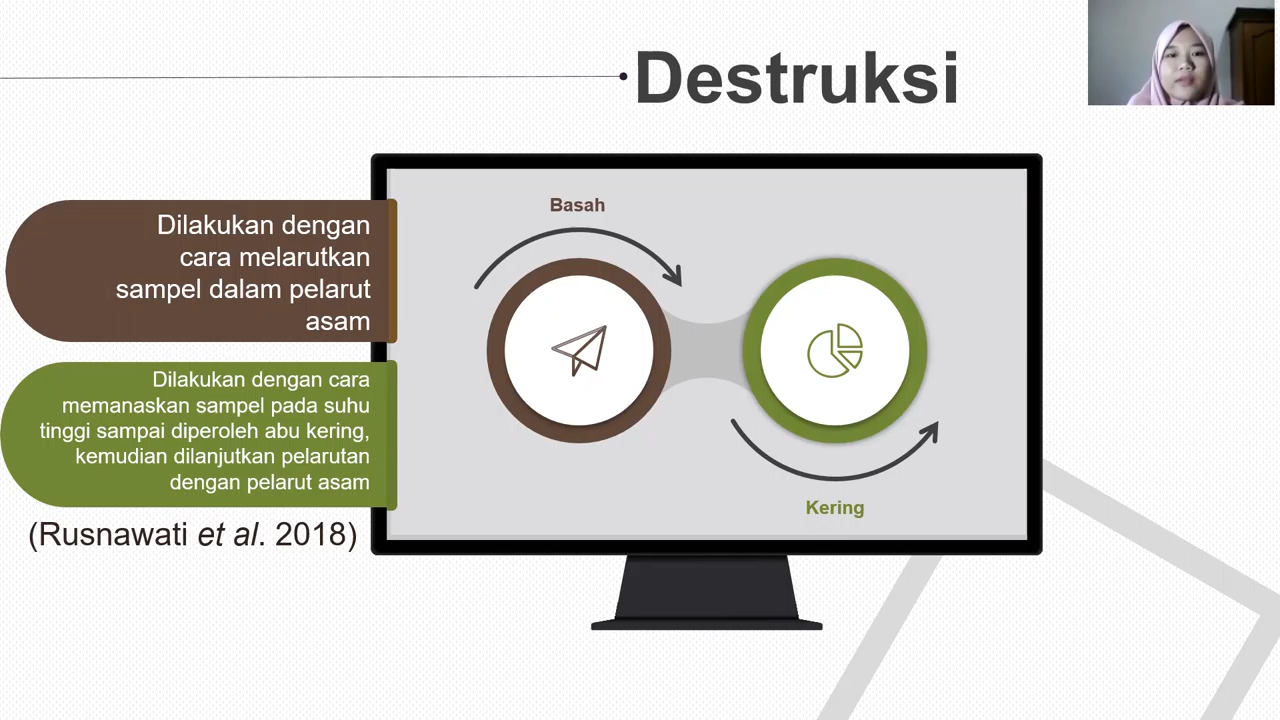 Destruksi
Dilakukan dengan
cara melarutkan
sampel dalam pelarut
asam
Dilakukan dengan cara
memanaskan sampel pada suhu
tinggi sampai diperoleh abu kering,
kemudian dilanjutkan pelarutan
dengan pelarut asam
(Rusnawati et al. 2018)
Basah
Kering